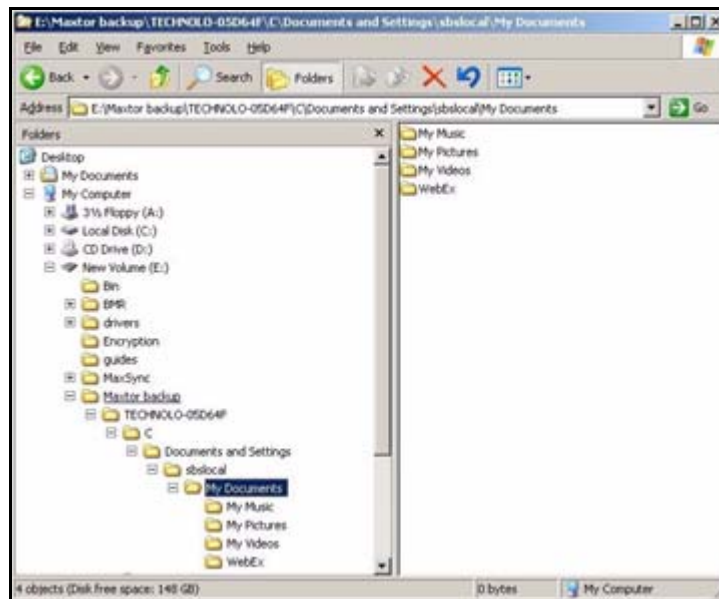 E:\Maxtor backup\TECHNOLO-05D64F\C\Documents and Settings\sbslocal\My Documents
File Edit View Favorites Tools Help
Back Search Folders
Address E:\Maxtor backup\TECHNOLO-05D64F\C\Documents and Settings\sbslocal\My Documents Go
Folders
Desktop
My Documents
My Computer
3½ Floppy (A:)
Local Disk (C:)
CD Drive (D:)
New Volume (E:)
Bin
BMR
drivers
Encryption
guides
MaxSync
Maxtor backup
TECHNOLO-05D64F
C
Documents and Settings
sbslocal
My Documents
My Music
My Pictures
My Videos
WebEx
My Music
My Pictures
My Videos
WebEx
4 objects (Disk free space: 148 GB) 0 bytes My Computer